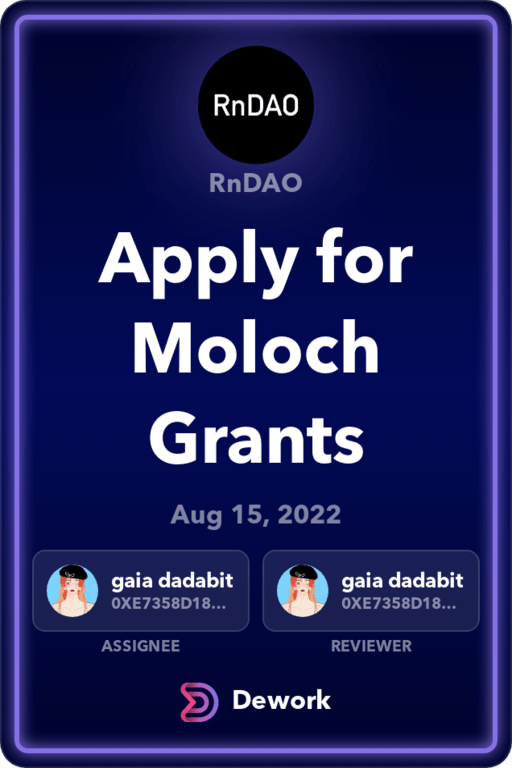 RnDAO
RnDAO
Apply for
Moloch
Grants
Aug 15, 2022
gaia dadabit
0XE7358D18...
gaia dadabit
0XE7358D18...
ASSIGNEE
REVIEWER
Dework